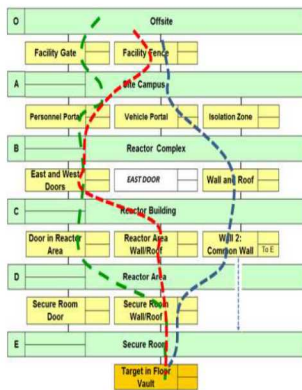 O Offsite
Facility Gate Facility Fence
A Site Campus
Personnel Portal Vehicle Portal Isolation Zone
B Reactor Complex
East and West Doors EAST DOOR Wall and Roof
C Reactor Building
Door in Reactor Area Reactor Area Wall/Roof Wall 2: Common Wall To E
D Reactor Area
Secure Room Door Secure Room Wall/Roof
E Secure Room
Target in Floor Vault